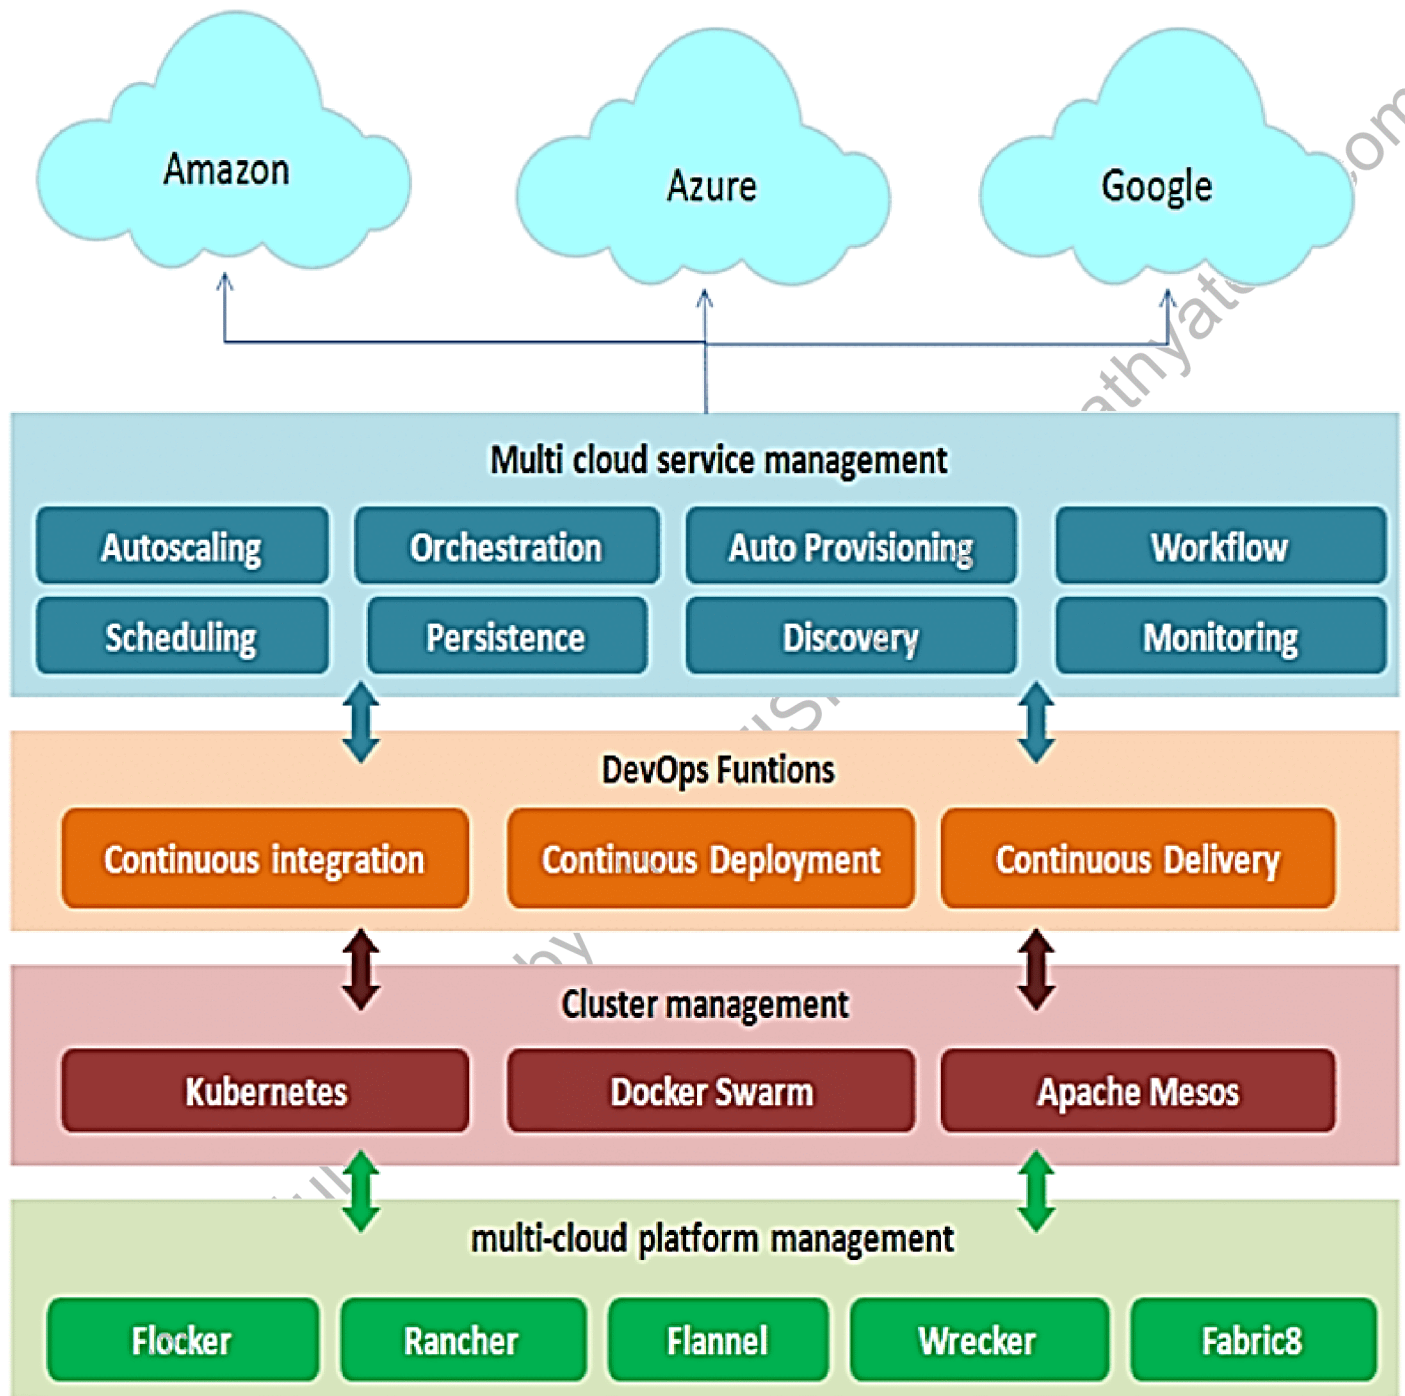 Amazon
Azure
Google
Multi cloud service management
Autoscaling
Orchestration
Auto Provisioning
Workflow
Scheduling
Persistence
Discovery
Monitoring
DevOps Funtions
Continuous integration
Continuous Deployment
Continuous Delivery
Cluster management
Kubernetes
Docker Swarm
Apache Mesos
multi-cloud platform management
Flocker
Rancher
Flannel
Wrecker
Fabric8
by